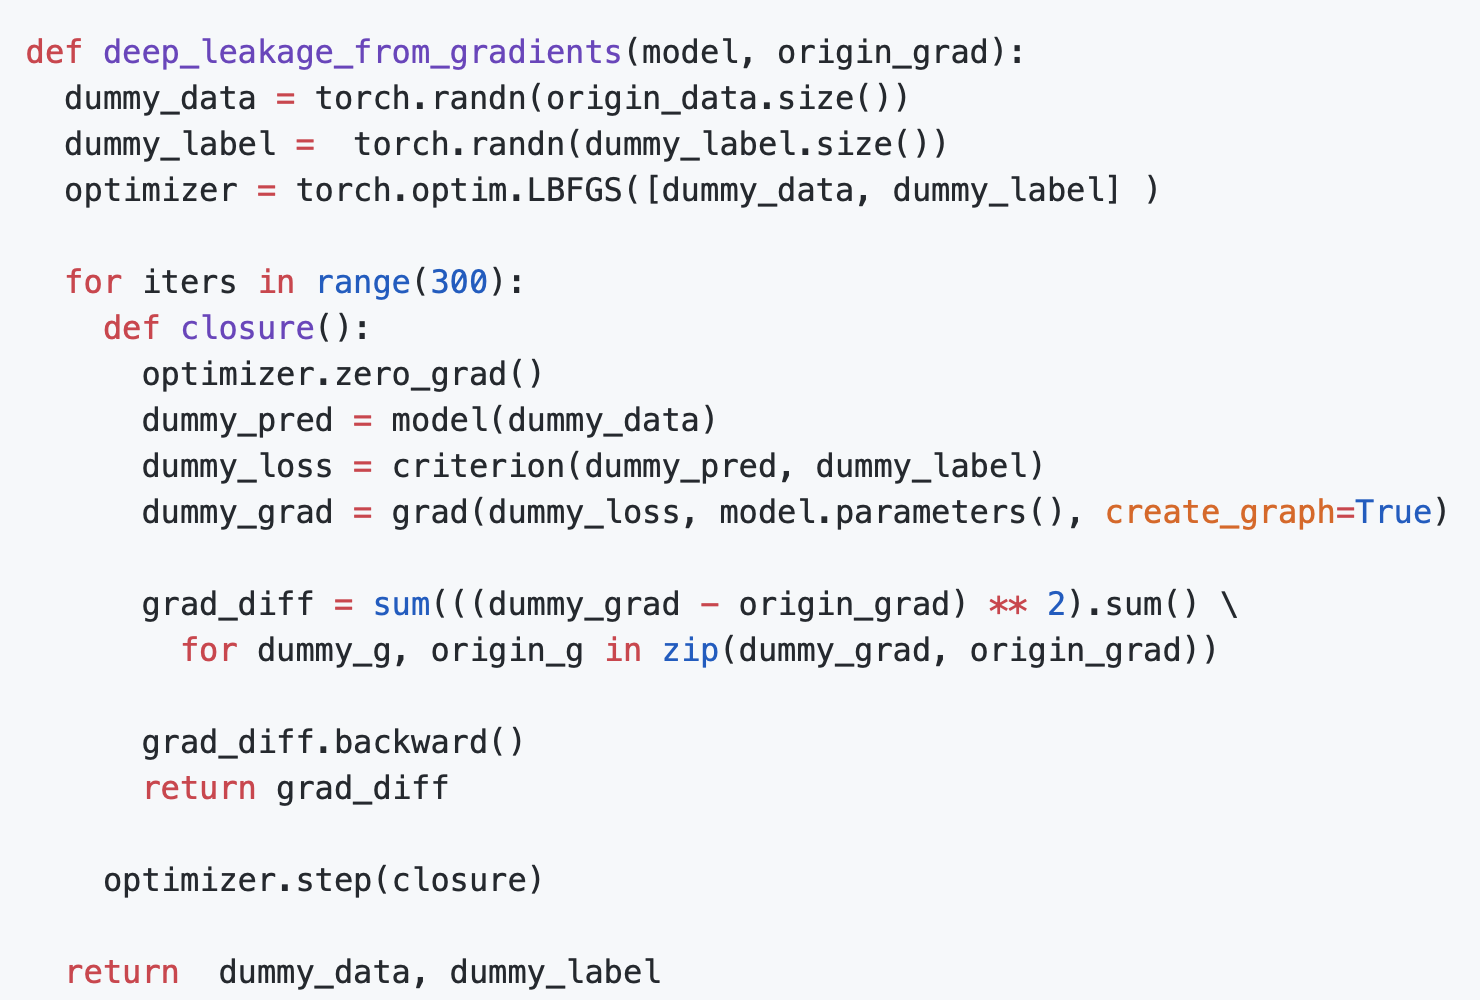 def deep_leakage_from_gradients(model, origin_grad):
  dummy_data = torch.randn(origin_data.size())
  dummy_label =  torch.randn(dummy_label.size())
  optimizer = torch.optim.LBFGS([dummy_data, dummy_label] )

  for iters in range(300):
    def closure():
      optimizer.zero_grad()
      dummy_pred = model(dummy_data)
      dummy_loss = criterion(dummy_pred, dummy_label)
      dummy_grad = grad(dummy_loss, model.parameters(), create_graph=True)

      grad_diff = sum(((dummy_grad - origin_grad) ** 2).sum() \
        for dummy_g, origin_g in zip(dummy_grad, origin_grad))

      grad_diff.backward()
      return grad_diff

    optimizer.step(closure)

  return  dummy_data, dummy_label